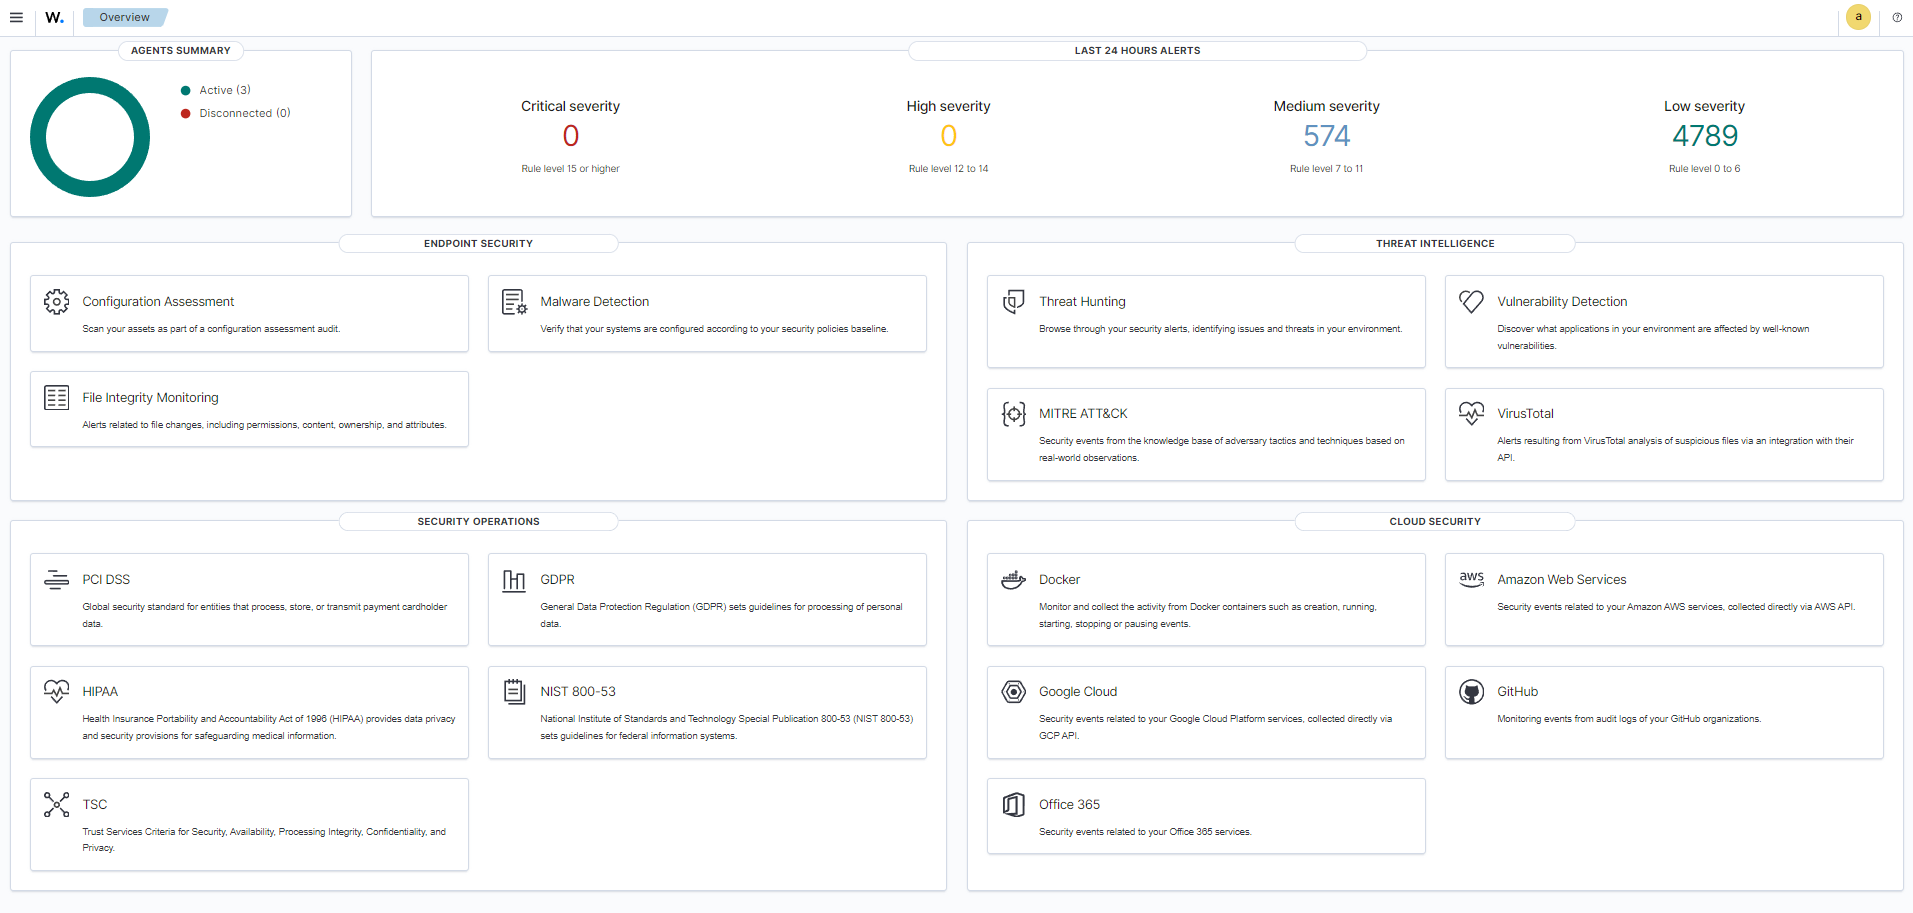 W.
Overview
a
AGENTS SUMMARY
Active (3)
Disconnected (0)
LAST 24 HOURS ALERTS
Critical severity
0
Rule level 15 or higher
High severity
0
Rule level 12 to 14
Medium severity
574
Rule level 7 to 11
Low severity
4789
Rule level 0 to 6
ENDPOINT SECURITY
Configuration Assessment
Scan your assets as part of a configuration assessment audit.
Malware Detection
Verify that your systems are configured according to your security policies baseline.
File Integrity Monitoring
Alerts related to file changes, including permissions, content, ownership, and attributes.
THREAT INTELLIGENCE
Threat Hunting
Browse through your security alerts, identifying issues and threats in your environment.
Vulnerability Detection
Discover what applications in your environment are affected by well-known
vulnerabilities.
MITRE ATT&CK
Security events from the knowledge base of adversary tactics and techniques based on
real-world observations.
VirusTotal
Alerts resulting from VirusTotal analysis of suspicious files via an integration with their
API.
SECURITY OPERATIONS
PCI DSS
Global security standard for entities that process, store, or transmit payment cardholder
data.
GDPR
General Data Protection Regulation (GDPR) sets guidelines for processing of personal
data.
HIPAA
Health Insurance Portability and Accountability Act of 1996 (HIPAA) provides data privacy
and security provisions for safeguarding medical information.
NIST 800-53
National Institute of Standards and Technology Special Publication 800-53 (NIST 800-53)
sets guidelines for federal information systems.
TSC
Trust Services Criteria for Security, Availability, Processing Integrity, Confidentiality, and
Privacy.
CLOUD SECURITY
Docker
Monitor and collect the activity from Docker containers such as creation, running,
starting, stopping or pausing events.
aws
Amazon Web Services
Security events related to your Amazon AWS services, collected directly via AWS API.
Google Cloud
Security events related to your Google Cloud Platform services, collected directly via
GCP API.
GitHub
Monitoring events from audit logs of your GitHub organizations.
Office 365
Security events related to your Office 365 services.